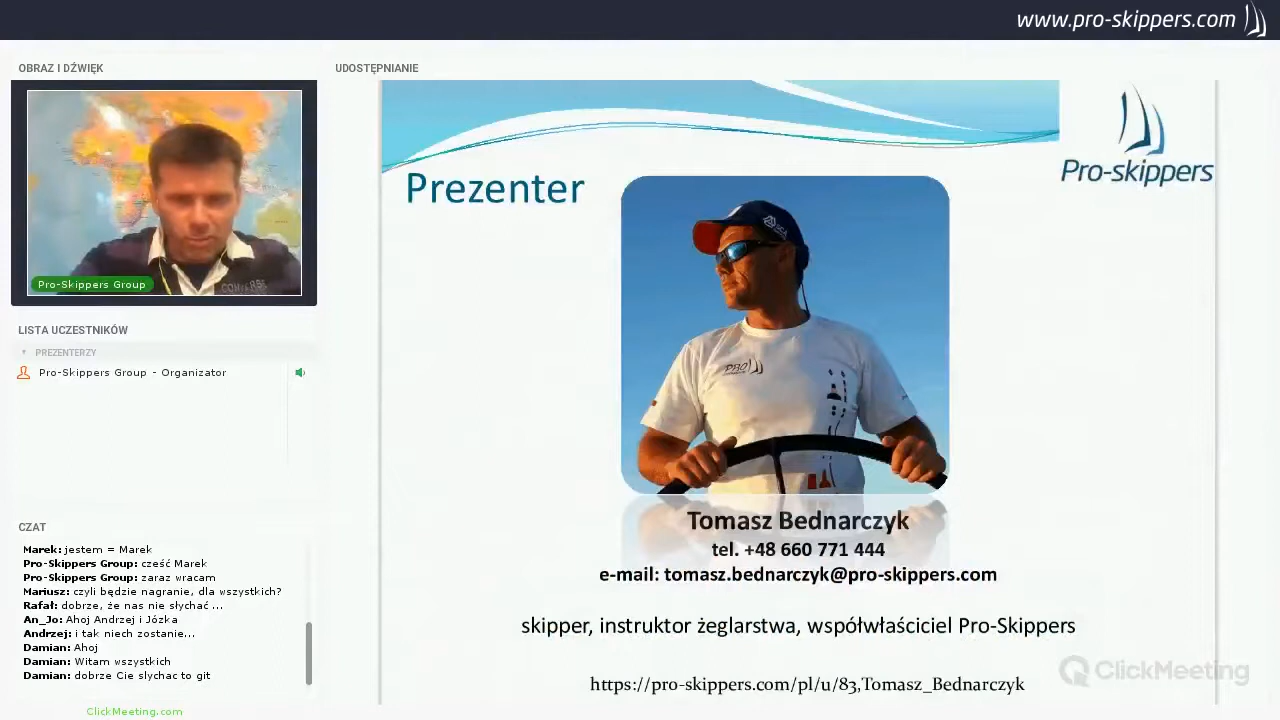 www.pro-skippers.com
OBRAZ I DŹWIĘK
UDOSTĘPNIANIE
Pro-Skippers Group
Pro-skippers
Prezenter
LISTA UCZESTNIKÓW
PREZENTERZY
Pro-Skippers Group - Organizator
CZAT
Marek: jestem = Marek
Pro-Skippers Group: cześć Marek
Pro-Skippers Group: zaraz wracam
Mariusz: czyli będzie nagranie, dla wszystkich?
Rafał: dobrze, że nas nie słychać ...
An_Jo: Ahoj Andrzej i Józka
Andrzej: i tak niech zostanie...
Damian: Ahoj
Damian: Witam wszystkich
Damian: dobrze Cie slychac to git
ClickMeeting.com
Tomasz Bednarczyk
tel. +48 660 771 444
e-mail: tomasz.bednarczyk@pro-skippers.com
skipper, instruktor żeglarstwa, współwłaściciel Pro-Skippers
https://pro-skippers.com/pl/u/83,Tomasz_Bednarczyk
ClickMeeting